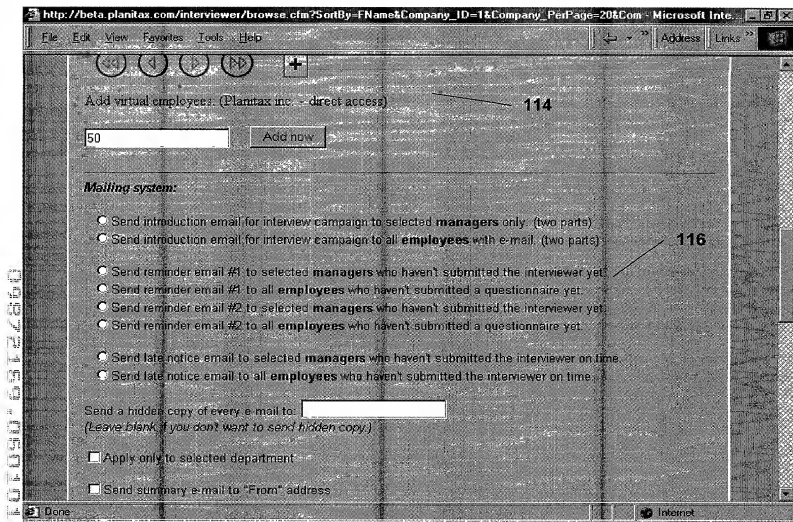 http://beta.planitax.com/interviewer/browse.cfm?SortBy=FName&Company_ID=1&Company_PerPage=20&Com - Microsoft Inte...
File Edit View Favorites Tools Help
Address Links
Add virtual employees: (Planitax inc. - direct access)
114
50 Add now
Mailing system:
Send introduction email for interview campaign to selected managers only. (two parts)
Send introduction email for interview campaign to all employees with e-mail. (two parts)
116
Send reminder email #1 to selected managers who haven't submitted the interviewer yet.
Send reminder email #1 to all employees who haven't submitted a questionnaire yet.
Send reminder email #2 to selected managers who haven't submitted the interviewer yet.
Send reminder email #2 to all employees who haven't submitted a questionnaire yet.
Send late notice email to selected managers who haven't submitted the interviewer on time.
Send late notice email to all employees who haven't submitted the interviewer on time.
Send a hidden copy of every e-mail to:
(Leave blank if you don't want to send hidden copy.)
Apply only to selected department
Send summary e-mail to "From" address
Done Internet